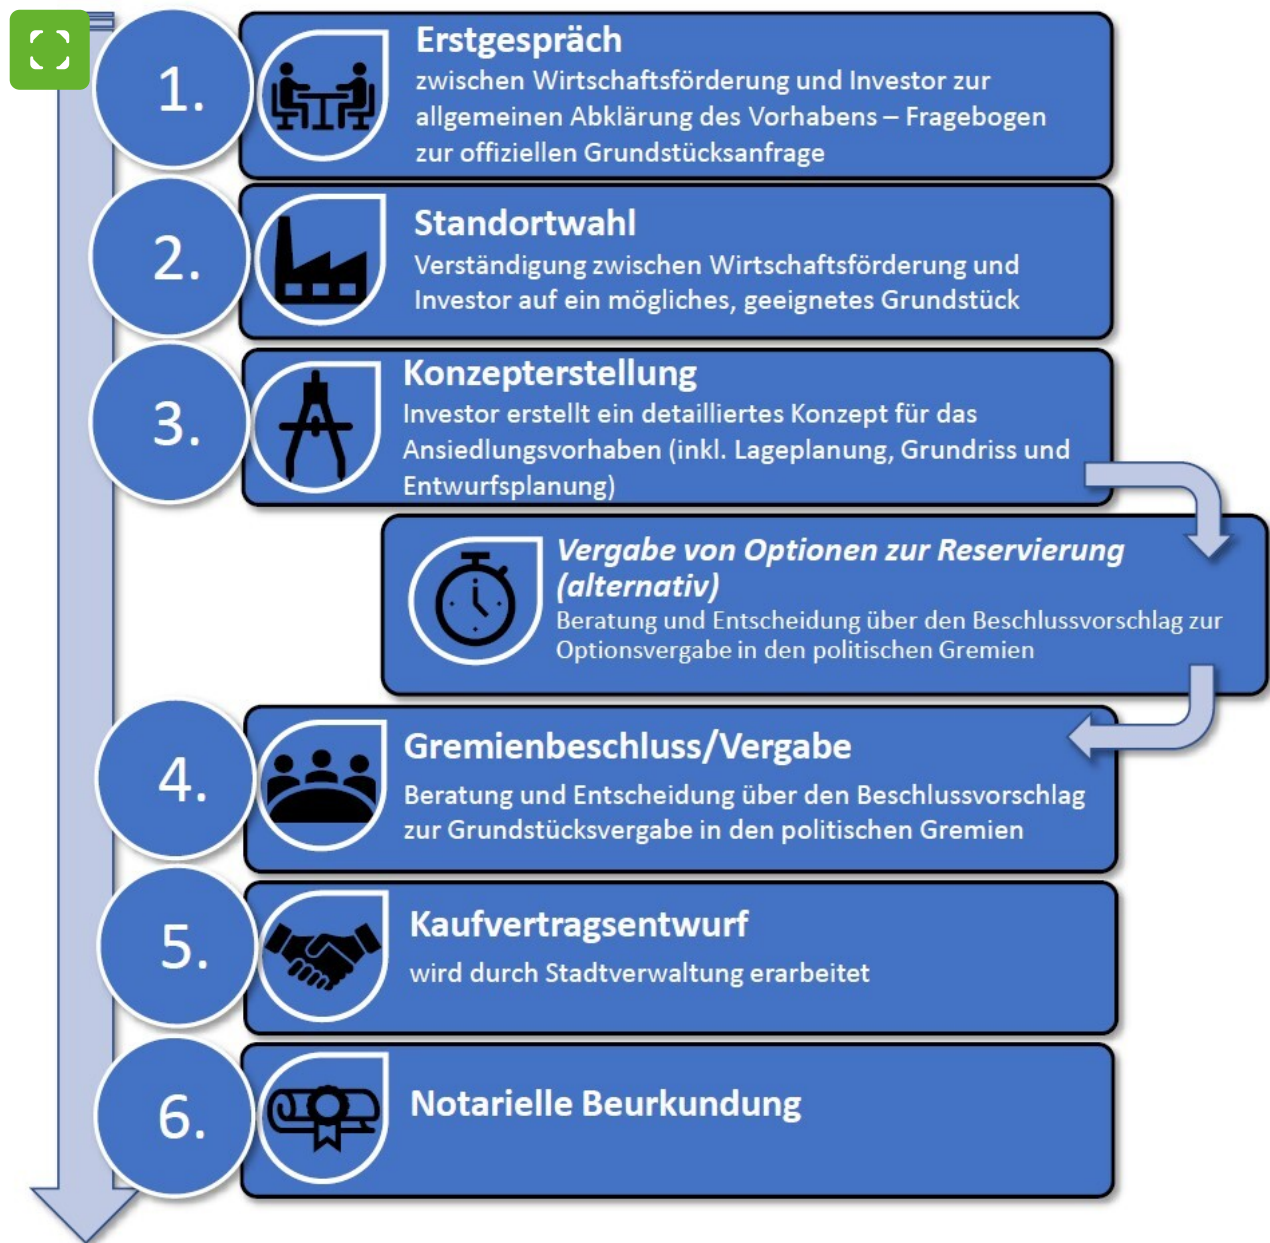 1.
Erstgespräch
zwischen Wirtschaftsförderung und Investor zur
allgemeinen Abklärung des Vorhabens – Fragebogen
zur offiziellen Grundstücksanfrage
2.
Standortwahl
Verständigung zwischen Wirtschaftsförderung und
Investor auf ein mögliches, geeignetes Grundstück
3.
Konzepterstellung
Investor erstellt ein detailliertes Konzept für das
Ansiedlungsvorhaben (inkl. Lageplanung, Grundriss und
Entwurfsplanung)
Vergabe von Optionen zur Reservierung
(alternativ)
Beratung und Entscheidung über den Beschlussvorschlag zur
Optionsvergabe in den politischen Gremien
4.
Gremienbeschluss/Vergabe
Beratung und Entscheidung über den Beschlussvorschlag
zur Grundstücksvergabe in den politischen Gremien
5.
Kaufvertragsentwurf
wird durch Stadtverwaltung erarbeitet
6.
Notarielle Beurkundung